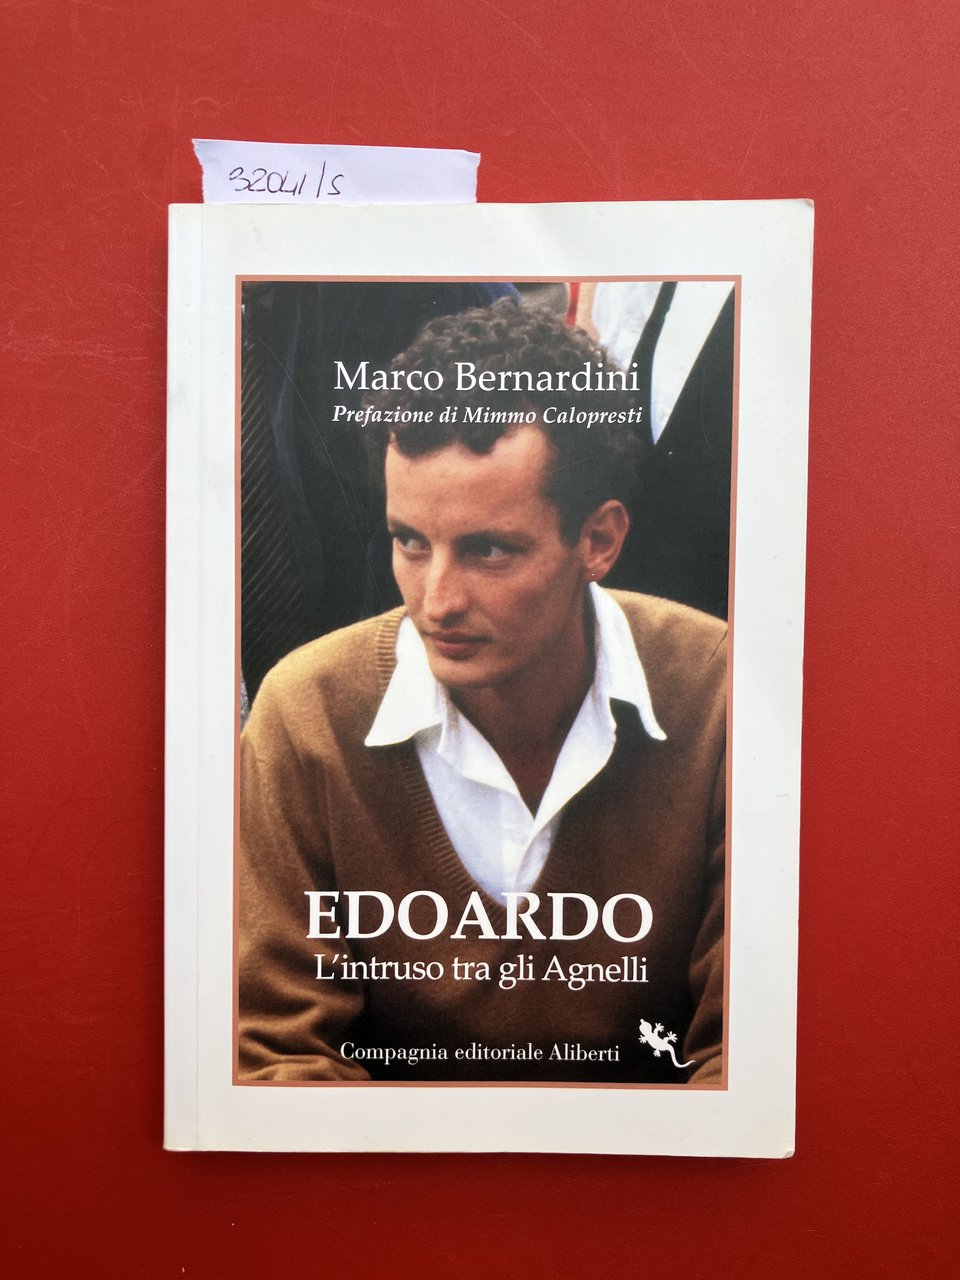 32041/s
Marco Bernardini
Prefazione di Mimmo Calopresti
EDOARDO
L'intruso tra gli Agnelli
Compagnia editoriale Aliberti